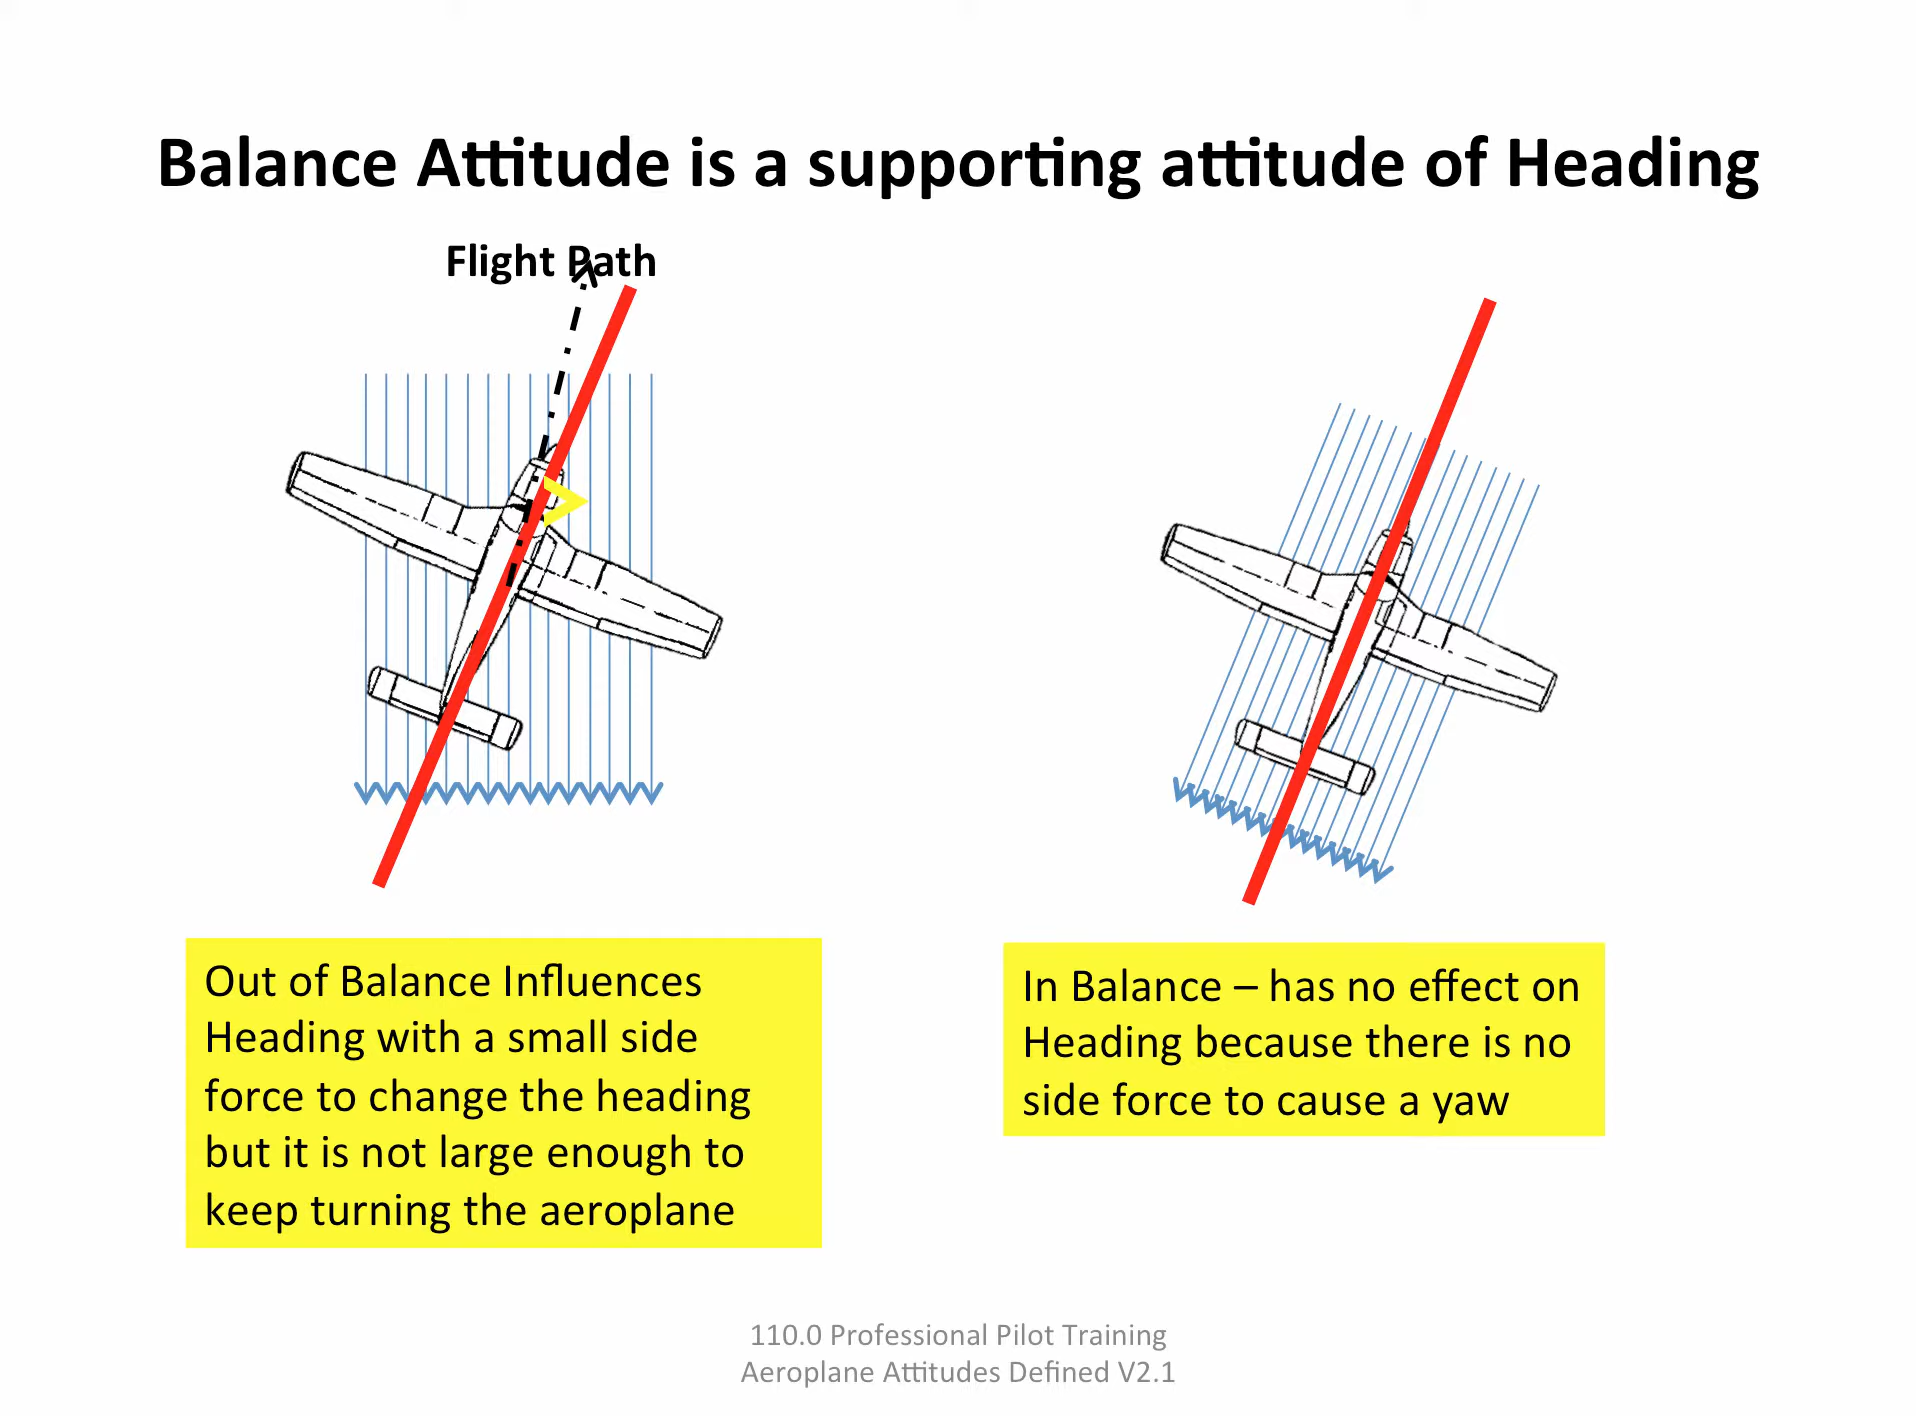 Balance Attitude is a supporting attitude of Heading
Flight Path
Out of Balance Influences
Heading with a small side
force to change the heading
but it is not large enough to
keep turning the aeroplane
In Balance – has no effect on
Heading because there is no
side force to cause a yaw
110.0 Professional Pilot Training
Aeroplane Attitudes Defined V2.1